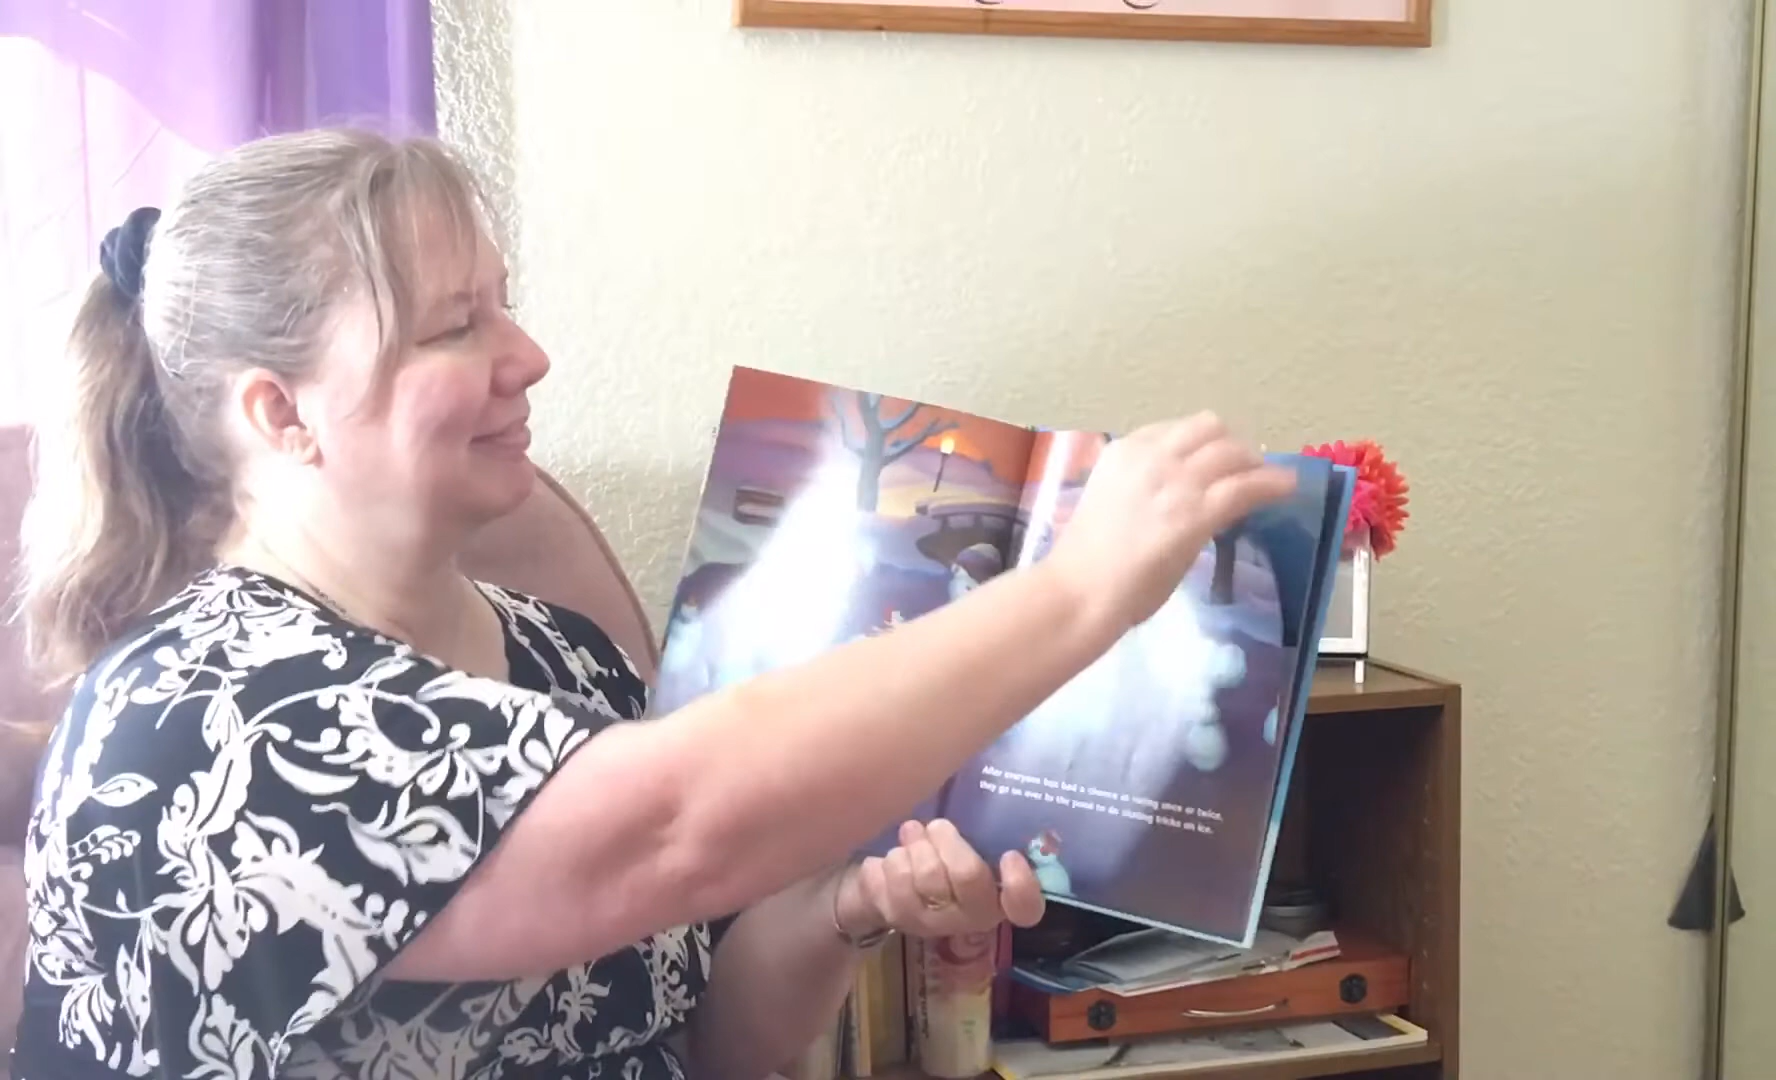 After everyone has had a chance at racing once or twice,
they go on over to the pond to do skating tricks on ice.